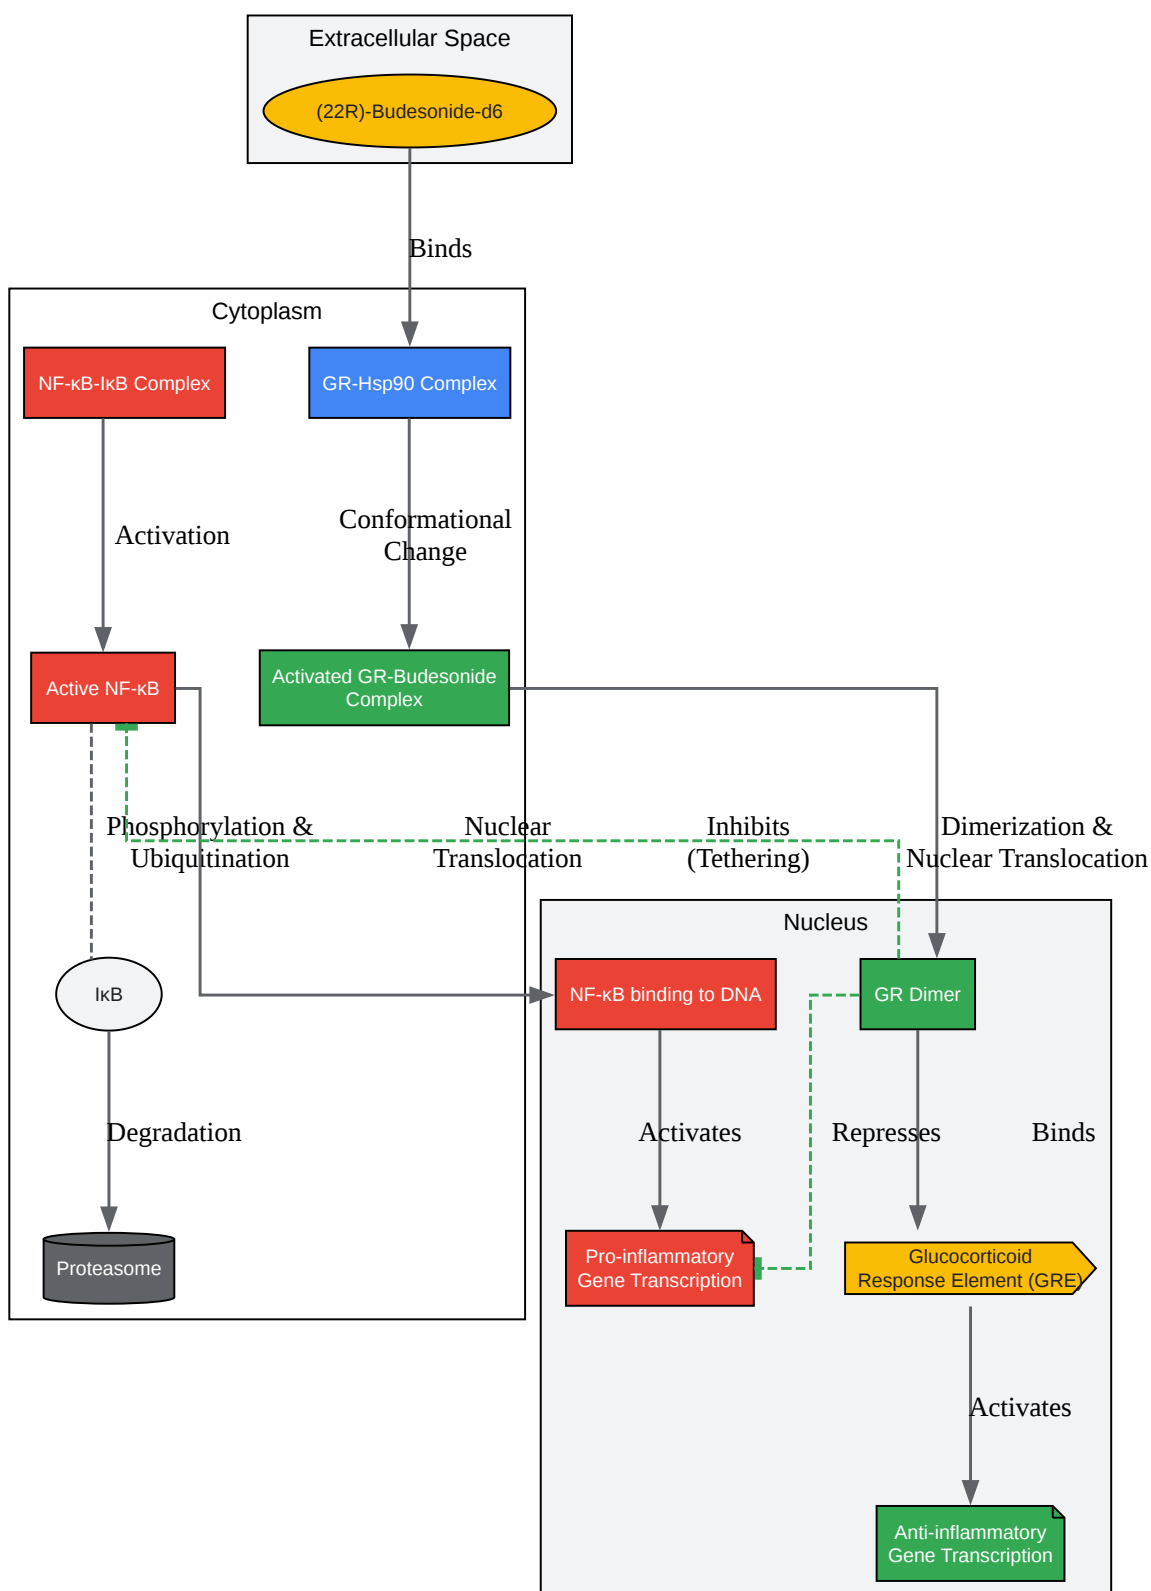 Extracellular Space
(22R)-Budesonide-d6
Binds
Cytoplasm
NF-κB-IκB Complex
GR-Hsp90 Complex
Activation
Conformational
Change
Active NF-κB
Activated GR-Budesonide
Complex
Phosphorylation &
Ubiquitination
Nuclear
Translocation
Inhibits
(Tethering)
Dimerization &
Nuclear Translocation
Nucleus
IκB
NF-κB binding to DNA
GR Dimer
Degradation
Activates
Represses
Binds
Proteasome
Pro-inflammatory
Gene Transcription
Glucocorticoid
Response Element (GRE)
Activates
Anti-inflammatory
Gene Transcription